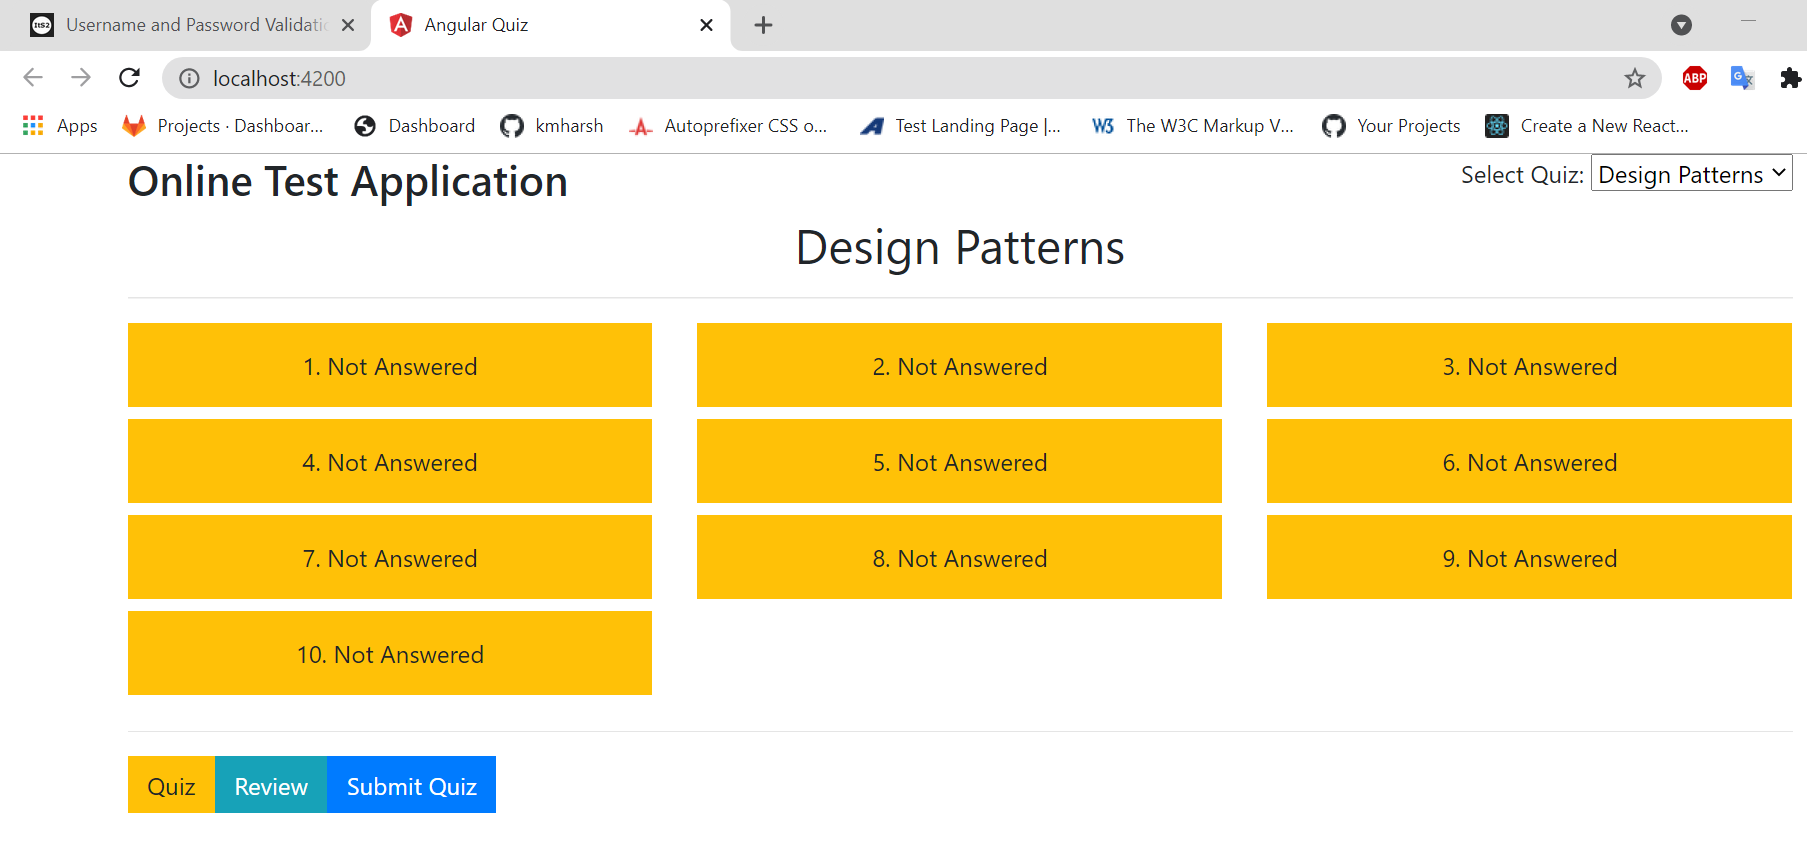 ItS2 Username and Password Validati
Angular Quiz
localhost:4200
ABP
G
Apps
Projects · Dashboar...
Dashboard
kmharsh
Autoprefixer CSS o...
Test Landing Page |...
W3 The W3C Markup V...
Your Projects
Create a New React...
Online Test Application
Select Quiz: Design Patterns
Design Patterns
1. Not Answered
2. Not Answered
3. Not Answered
4. Not Answered
5. Not Answered
6. Not Answered
7. Not Answered
8. Not Answered
9. Not Answered
10. Not Answered
Quiz
Review
Submit Quiz